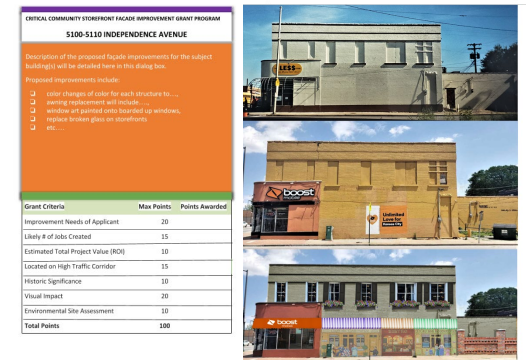 CRITICAL COMMUNITY STOREFRONT FACADE IMPROVEMENT GRANT PROGRAM
5100-5110 INDEPENDENCE AVENUE
Description of the proposed façade improvements for the subject
building(s) will be detailed here in this dialog box.
Proposed improvements include:
❑ color changes of color for each structure to….,
❑ awning replacement will include….,
❑ window art painted onto boarded up windows,
❑ replace broken glass on storefronts
❑ etc….
Grant Criteria Max Points Points Awarded
Improvement Needs of Applicant 20
Likely # of Jobs Created 15
Estimated Total Project Value (ROI) 10
Located on High Traffic Corridor 15
Historic Significance 10
Visual Impact 20
Environmental Site Assessment 10
Total Points 100
LESS
boost
mobile
Unlimited
Love for
Kansas City
boost